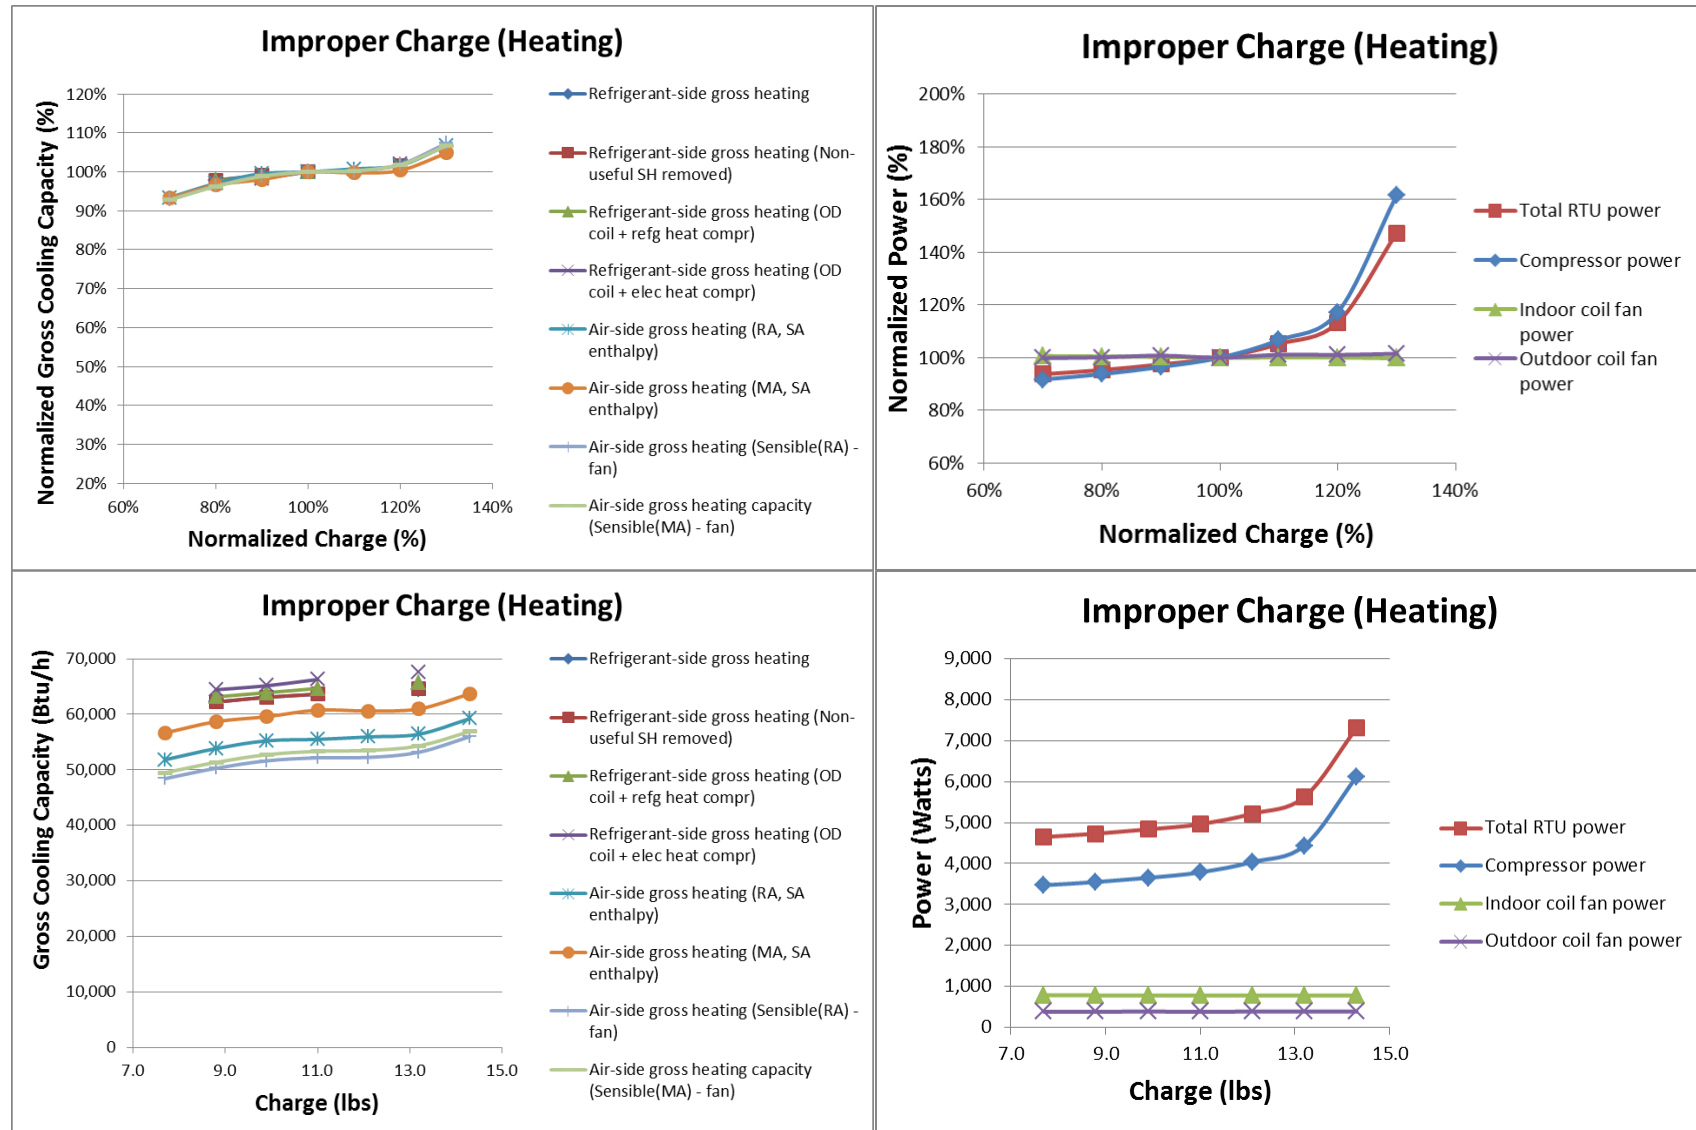 Improper Charge (Heating)
Normalized Gross Cooling Capacity (%)
120%
110%
100%
90%
80%
70%
60%
50%
40%
30%
20%
60%
80%
100%
120%
140%
Normalized Charge (%)
Refrigerant-side gross heating
Refrigerant-side gross heating (Non-
useful SH removed)
Refrigerant-side gross heating (OD
coil + refg heat compr)
Refrigerant-side gross heating (OD
coil + elec heat compr)
Air-side gross heating (RA, SA
enthalpy)
Air-side gross heating (MA, SA
enthalpy)
Air-side gross heating (Sensible(RA) -
fan)
Air-side gross heating capacity
(Sensible(MA) - fan)
Improper Charge (Heating)
Normalized Power (%)
200%
180%
160%
140%
120%
100%
80%
60%
60%
80%
100%
120%
140%
Normalized Charge (%)
Total RTU power
Compressor power
Indoor coil fan
power
Outdoor coil fan
power
Improper Charge (Heating)
Gross Cooling Capacity (Btu/h)
70,000
60,000
50,000
40,000
30,000
20,000
10,000
0
7.0
9.0
11.0
13.0
15.0
Charge (lbs)
Refrigerant-side gross heating
Refrigerant-side gross heating (Non-
useful SH removed)
Refrigerant-side gross heating (OD
coil + refg heat compr)
Refrigerant-side gross heating (OD
coil + elec heat compr)
Air-side gross heating (RA, SA
enthalpy)
Air-side gross heating (MA, SA
enthalpy)
Air-side gross heating (Sensible(RA) -
fan)
Air-side gross heating capacity
(Sensible(MA) - fan)
Improper Charge (Heating)
Power (Watts)
9,000
8,000
7,000
6,000
5,000
4,000
3,000
2,000
1,000
0
7.0
9.0
11.0
13.0
15.0
Charge (lbs)
Total RTU power
Compressor power
Indoor coil fan power
Outdoor coil fan power